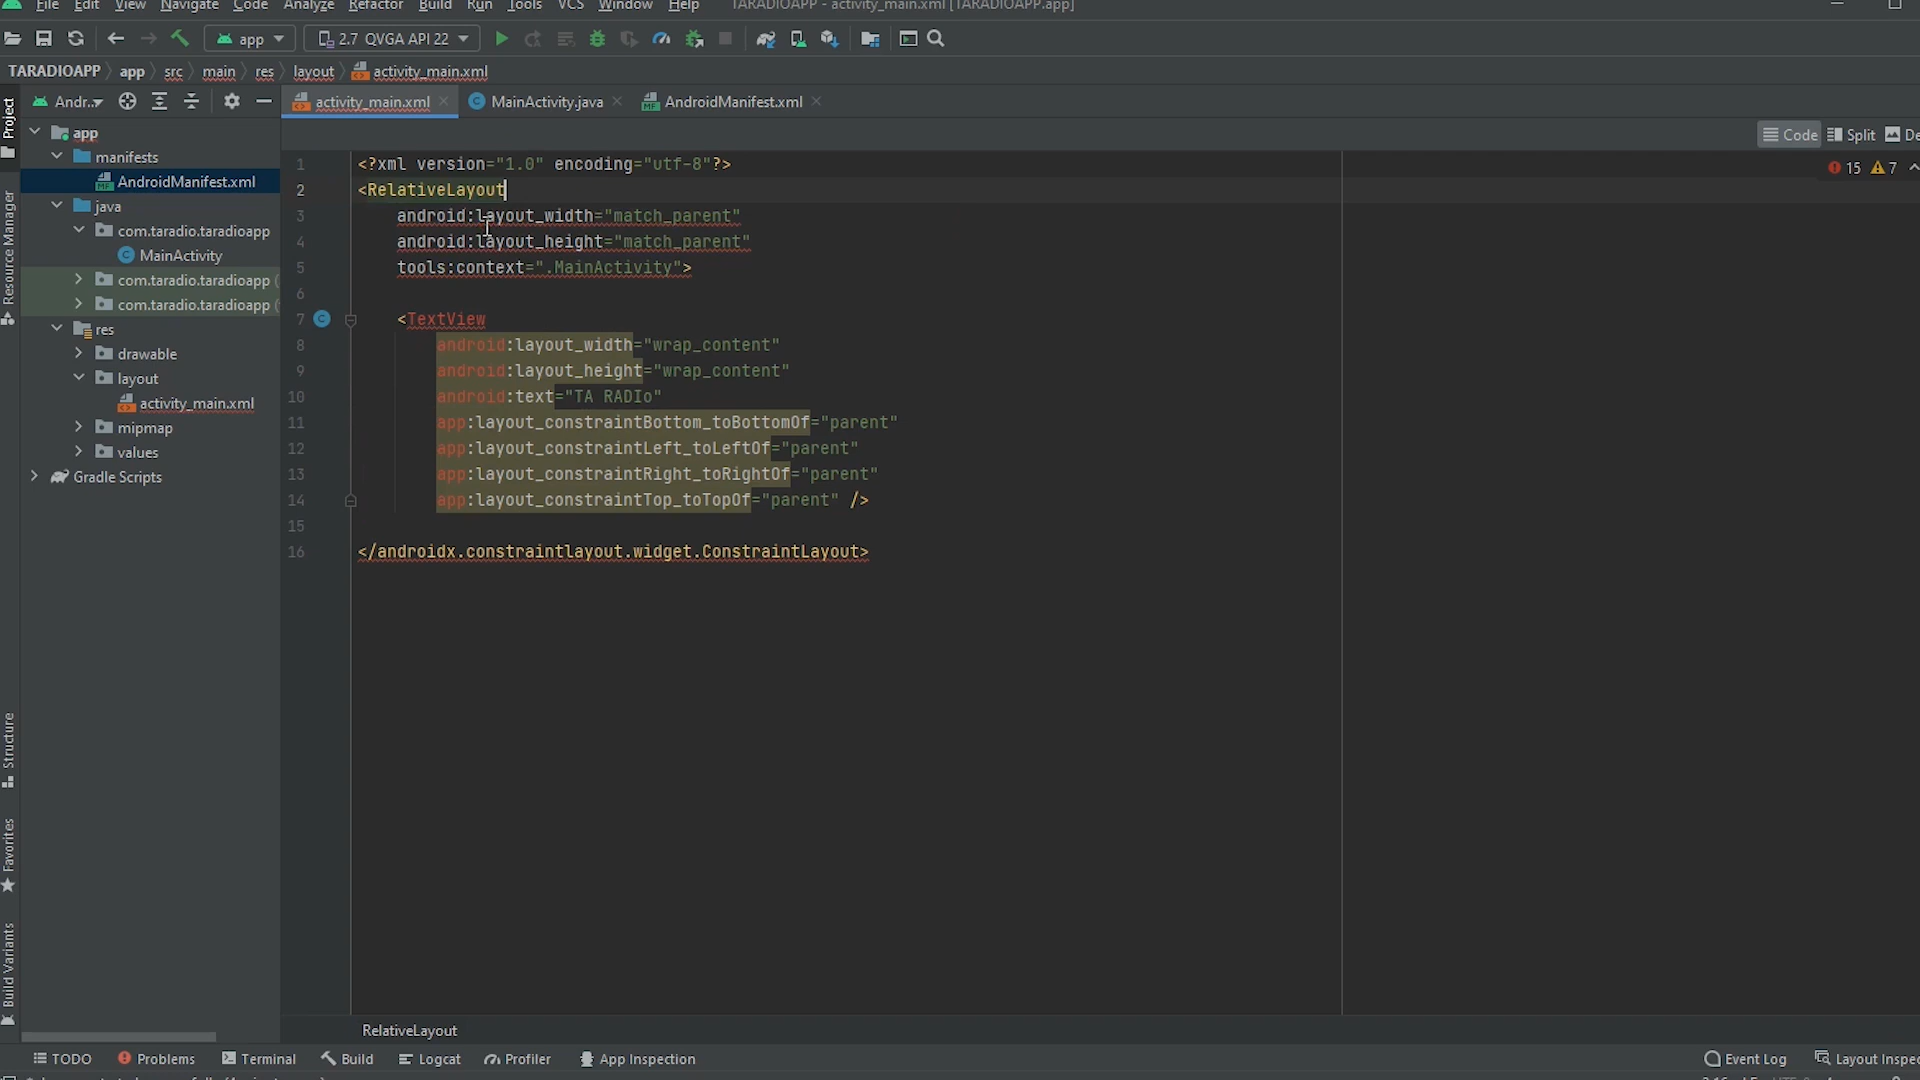 File Edit View Navigate Code Analyze Refactor Build Run Tools VCS Window Help TARADIOAPP - activity_main.xml [TARADIOAPP.app]
app 2.7 QVGA API 22
TARADIOAPP app src main res layout activity_main.xml
Andr.. activity_main.xml MainActivity.java AndroidManifest.xml
Code Split De
15 7
Project
Resource Manager
Structure
Favorites
Build Variants
app
manifests
AndroidManifest.xml
java
com.taradio.taradioapp
MainActivity
com.taradio.taradioapp (
com.taradio.taradioapp (
res
drawable
layout
activity_main.xml
mipmap
values
Gradle Scripts
1 <?xml version="1.0" encoding="utf-8"?>
2 <RelativeLayout
3 android:layout_width="match_parent"
4 android:layout_height="match_parent"
5 tools:context=".MainActivity">
6
7 <TextView
8 android:layout_width="wrap_content"
9 android:layout_height="wrap_content"
10 android:text="TA RADIo"
11 app:layout_constraintBottom_toBottomOf="parent"
12 app:layout_constraintLeft_toLeftOf="parent"
13 app:layout_constraintRight_toRightOf="parent"
14 app:layout_constraintTop_toTopOf="parent" />
15
16 </androidx.constraintlayout.widget.ConstraintLayout>
RelativeLayout
TODO Problems Terminal Build Logcat Profiler App Inspection Event Log Layout Inspec